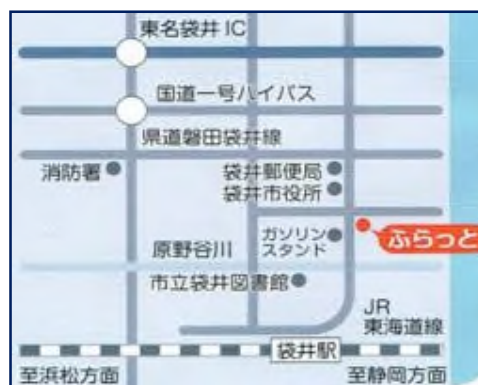 東名袋井IC
国道一号バイパス
県道磐田袋井線
消防署
袋井郵便局
袋井市役所
ガソリン
スタンド
ふらっと
原野谷川
市立袋井図書館
JR
東海道線
袋井駅
至浜松方面
至静岡方面